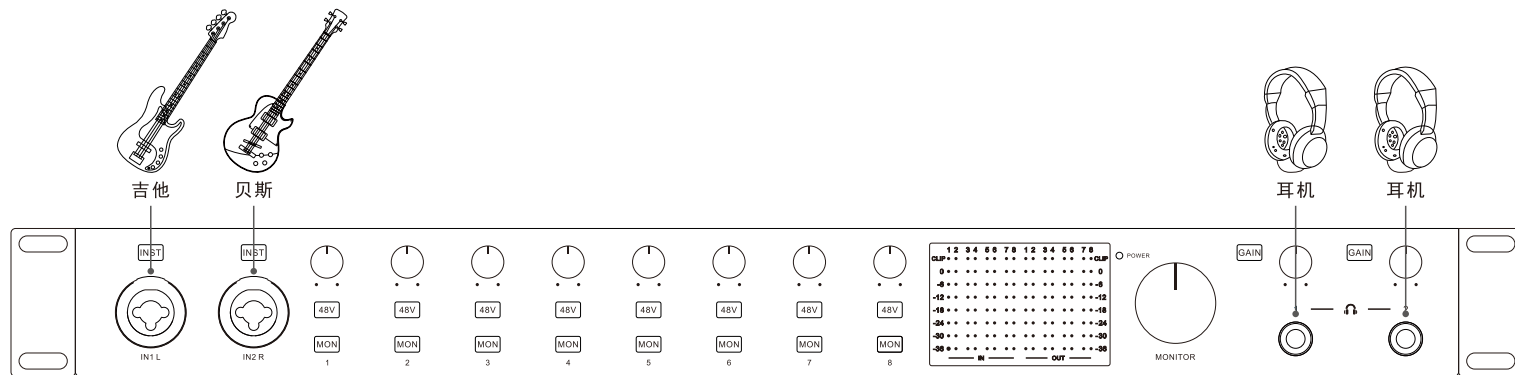 吉他
贝斯
耳机
耳机
INST
INST
GAIN
GAIN
1 2 3 4 5 6 7 8 1 2 3 4 5 6 7 8
CLIP CLIP
POWER
0 0
-6 -6
-12 -12
-18 -18
-24 -24
-30 -30
-36 -36
IN OUT
48V 48V 48V 48V 48V 48V 48V 48V
1 2
MON MON MON MON MON MON MON MON
IN1 L
IN2 R
1 2 3 4 5 6 7 8
MONITOR